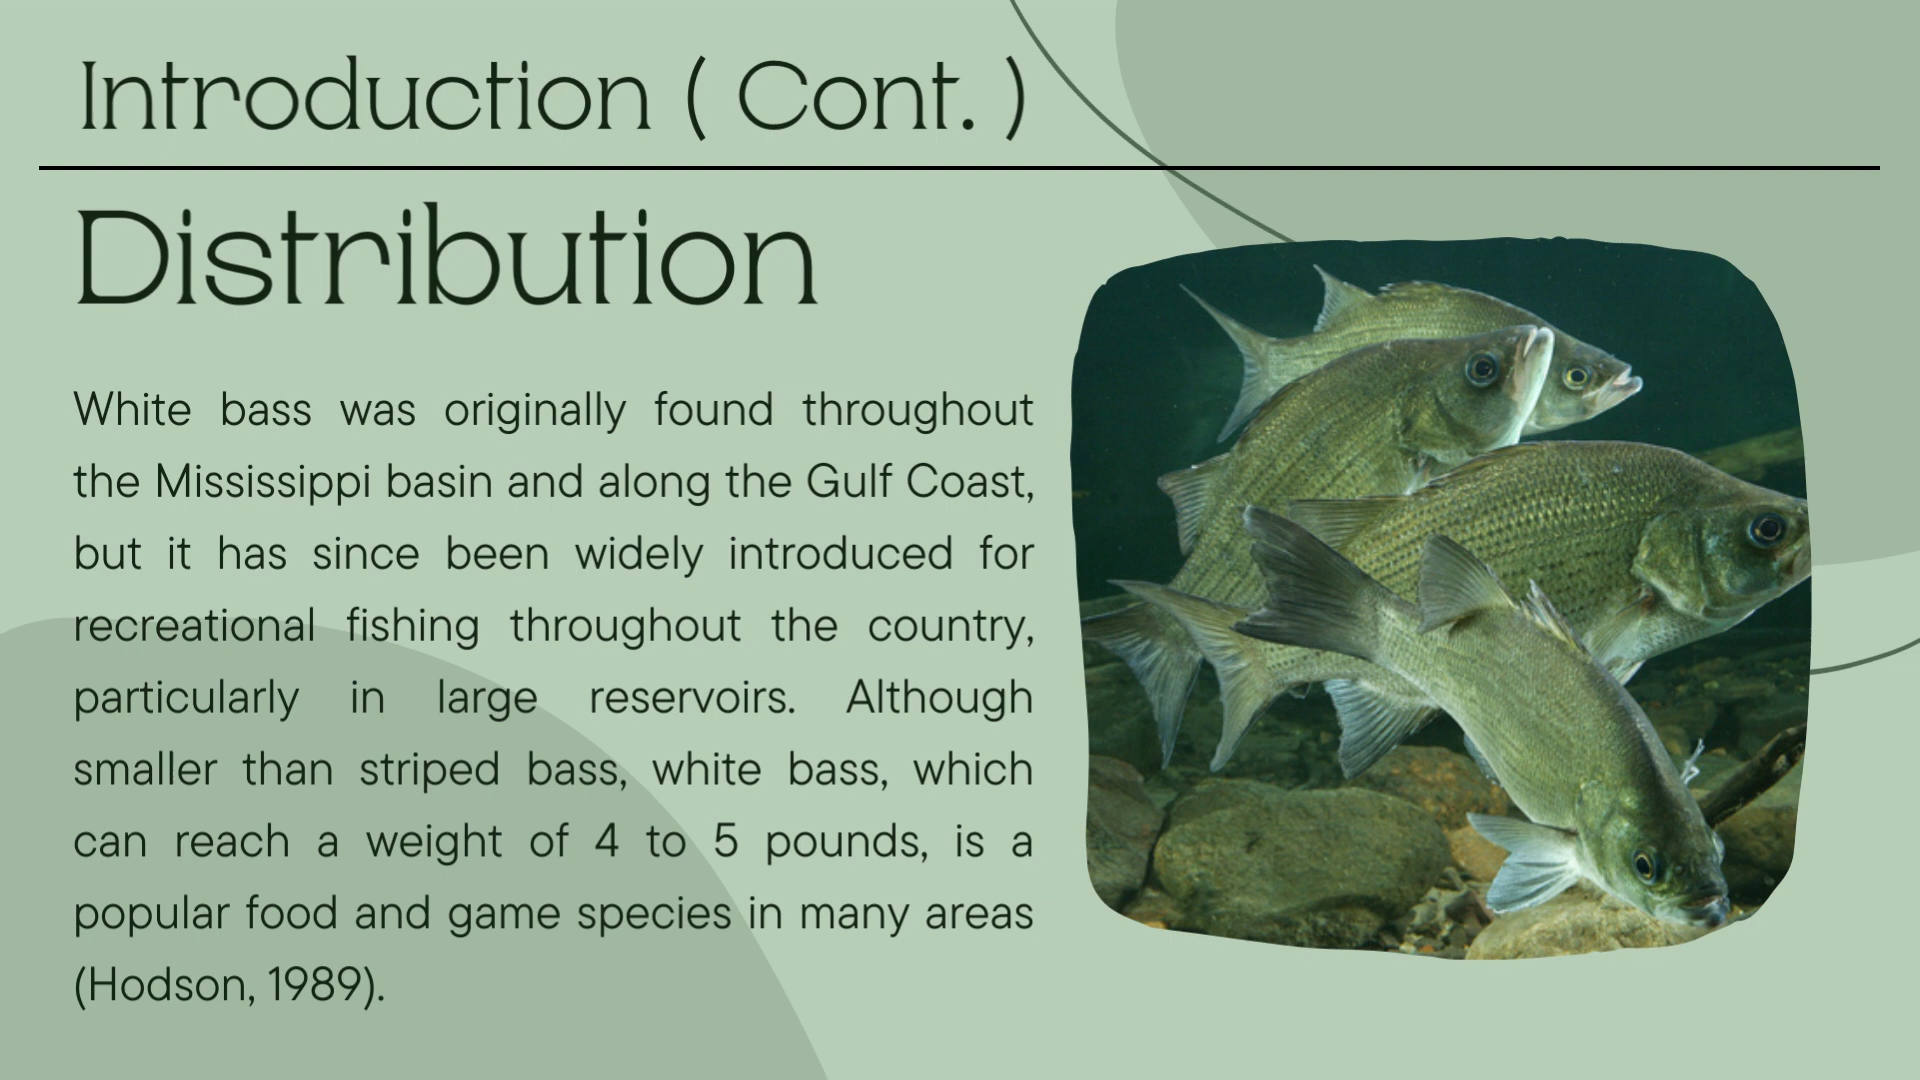 Introduction ( Cont. )
Distribution
White bass was originally found throughout
the Mississippi basin and along the Gulf Coast,
but it has since been widely introduced for
recreational fishing throughout the country,
particularly in large reservoirs. Although
smaller than striped bass, white bass, which
can reach a weight of 4 to 5 pounds, is a
popular food and game species in many areas
(Hodson, 1989).